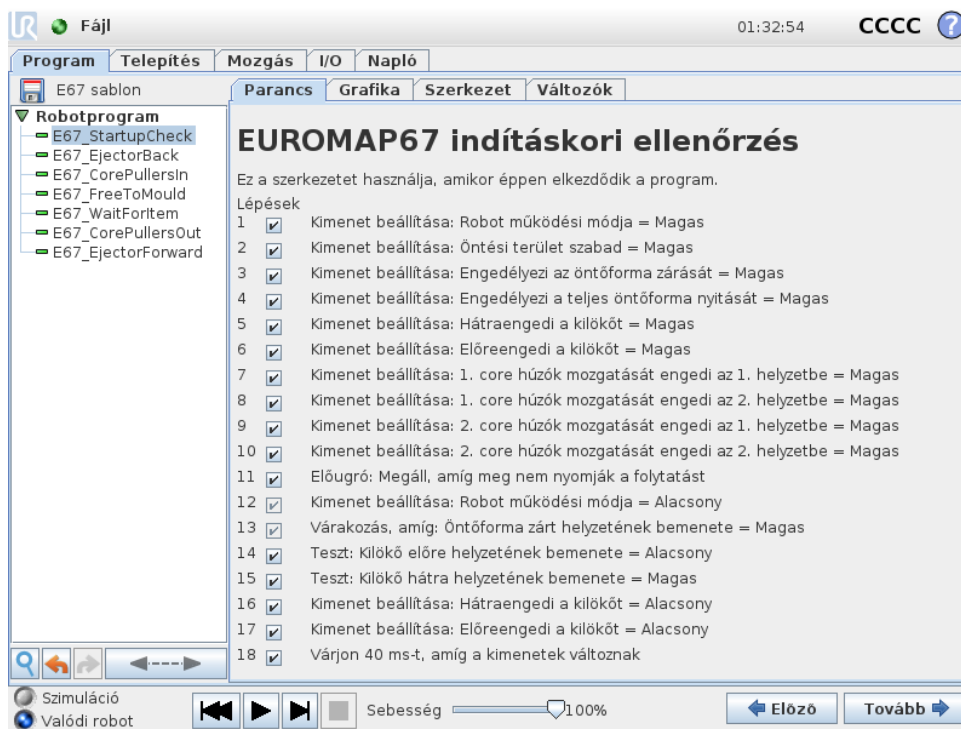 UR Fájl 01:32:54 CCCC ?
Program Telepítés Mozgás I/O Napló
E67 sablon
Parancs Grafika Szerkezet Változók
Robotprogram
E67_StartupCheck
E67_EjectorBack
E67_CorePullersIn
E67_FreeToMould
E67_WaitForItem
E67_CorePullersOut
E67_EjectorForward
EUROMAP67 indításkori ellenőrzés
Ez a szerkezetet használja, amikor éppen elkezdődik a program.
Lépések
1 Kimenet beállítása: Robot működési módja = Magas
2 Kimenet beállítása: Öntési terület szabad = Magas
3 Kimenet beállítása: Engedélyezi az öntőforma zárását = Magas
4 Kimenet beállítása: Engedélyezi a teljes öntőforma nyitását = Magas
5 Kimenet beállítása: Hátraengedi a kilökőt = Magas
6 Kimenet beállítása: Előreengedi a kilökőt = Magas
7 Kimenet beállítása: 1. core húzók mozgatását engedi az 1. helyzetbe = Magas
8 Kimenet beállítása: 1. core húzók mozgatását engedi az 2. helyzetbe = Magas
9 Kimenet beállítása: 2. core húzók mozgatását engedi az 1. helyzetbe = Magas
10 Kimenet beállítása: 2. core húzók mozgatását engedi az 2. helyzetbe = Magas
11 Előugró: Megáll, amíg meg nem nyomják a folytatást
12 Kimenet beállítása: Robot működési módja = Alacsony
13 Várakozás, amíg: Öntőforma zárt helyzetének bemenete = Magas
14 Teszt: Kilökő előre helyzetének bemenete = Alacsony
15 Teszt: Kilökő hátra helyzetének bemenete = Magas
16 Kimenet beállítása: Hátraengedi a kilökőt = Alacsony
17 Kimenet beállítása: Előreengedi a kilökőt = Alacsony
18 Várjon 40 ms-t, amíg a kimenetek változnak
Szimuláció
Valódi robot
Sebesség 100%
Előző Tovább